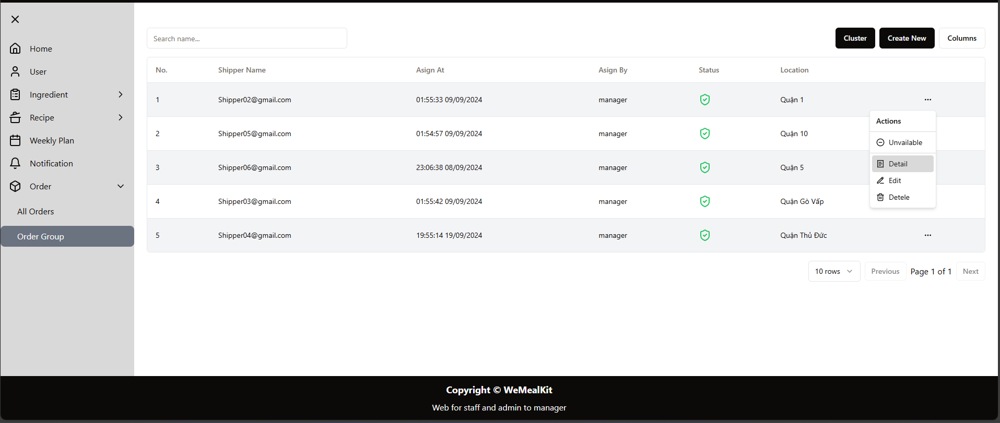 Home
User
Ingredient
Recipe
Weekly Plan
Notification
Order
All Orders
Order Group
Search name...
Cluster Create New Columns
No. Shipper Name Asign At Asign By Status Location
1 Shipper02@gmail.com 01:55:33 09/09/2024 manager Quận 1 ...
2 Shipper05@gmail.com 01:54:57 09/09/2024 manager Quận 10
3 Shipper06@gmail.com 23:06:38 08/09/2024 manager Quận 5
4 Shipper03@gmail.com 01:55:42 09/09/2024 manager Quận Gò Vấp
5 Shipper04@gmail.com 19:55:14 19/09/2024 manager Quận Thủ Đức ...
Actions
Unvailable
Detail
Edit
Detele
10 rows Previous Page 1 of 1 Next
Copyright © WeMealKit
Web for staff and admin to manager